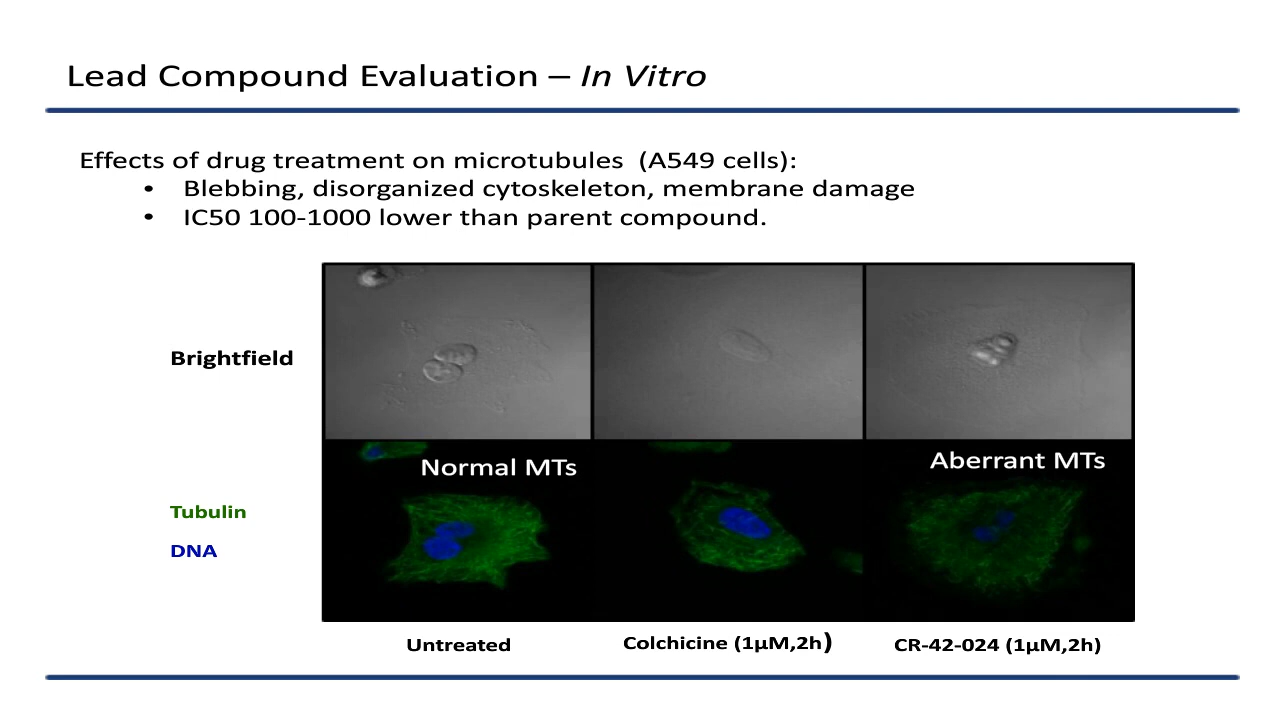 Lead Compound Evaluation – In Vitro
Effects of drug treatment on microtubules (A549 cells):
• Blebbing, disorganized cytoskeleton, membrane damage
• IC50 100-1000 lower than parent compound.
Brightfield
Normal MTs
Aberrant MTs
Tubulin
DNA
Untreated
Colchicine (1µM,2h)
CR-42-024 (1µM,2h)